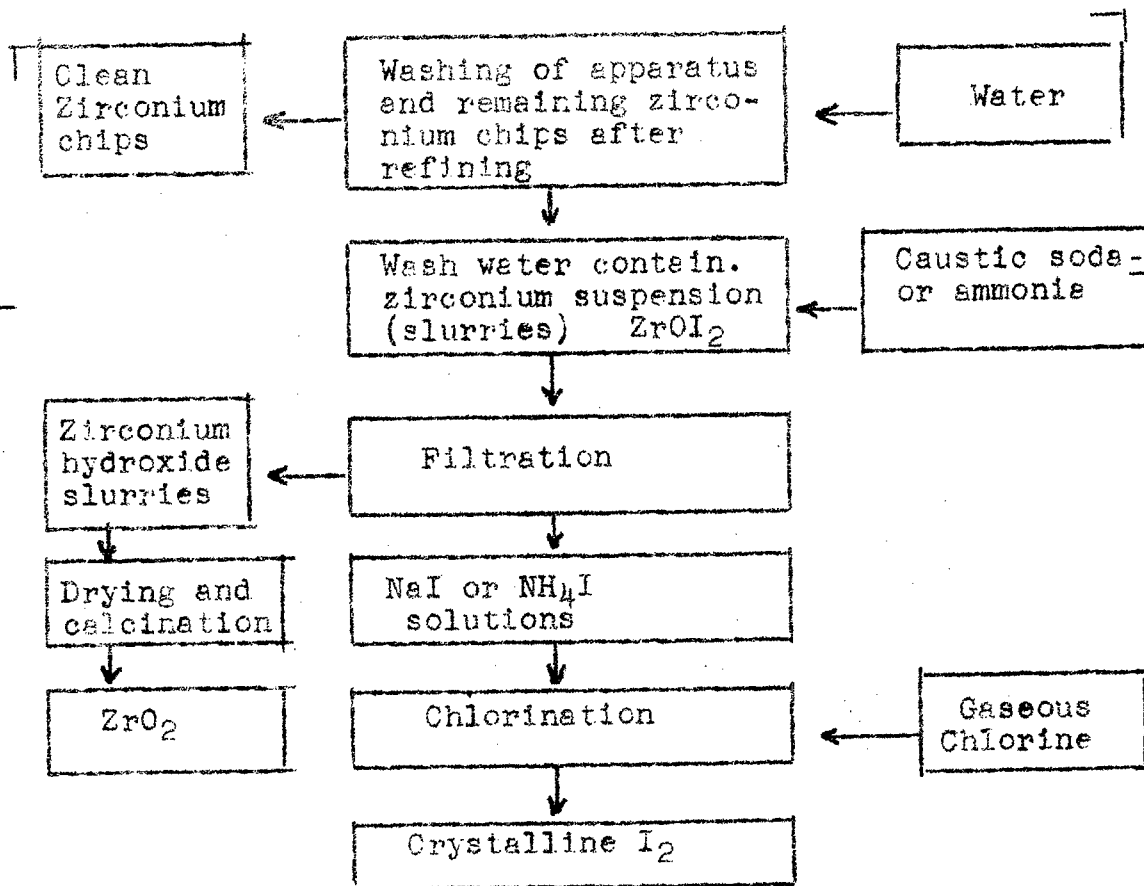 Clean
Zirconium
chips
Washing of apparatus
and remaining zirco-
nium chips after
refining
Water
Wash water contain.
zirconium suspension
(slurries) ZrOI₂
Caustic soda-
or ammonia
Zirconium
hydroxide
slurries
Filtration
Drying and
calcination
NaI or NH₄I
solutions
ZrO₂
Chlorination
Gaseous
Chlorine
Crystalline I₂